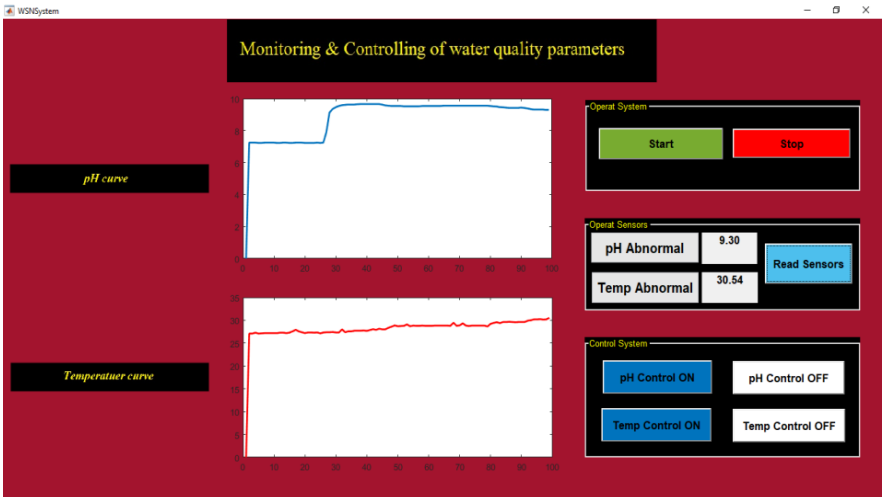 WSNSystem
Monitoring & Controlling of water quality parameters
pH curve
10
8
6
4
2
0
0 10 20 30 40 50 60 70 80 90 100
Temperatuer curve
35
30
25
20
15
10
5
0
0 10 20 30 40 50 60 70 80 90 100
Operat System
Start Stop
Operat Sensors
pH Abnormal 9.30
Read Sensors
Temp Abnormal 30.54
Control System
pH Control ON pH Control OFF
Temp Control ON Temp Control OFF